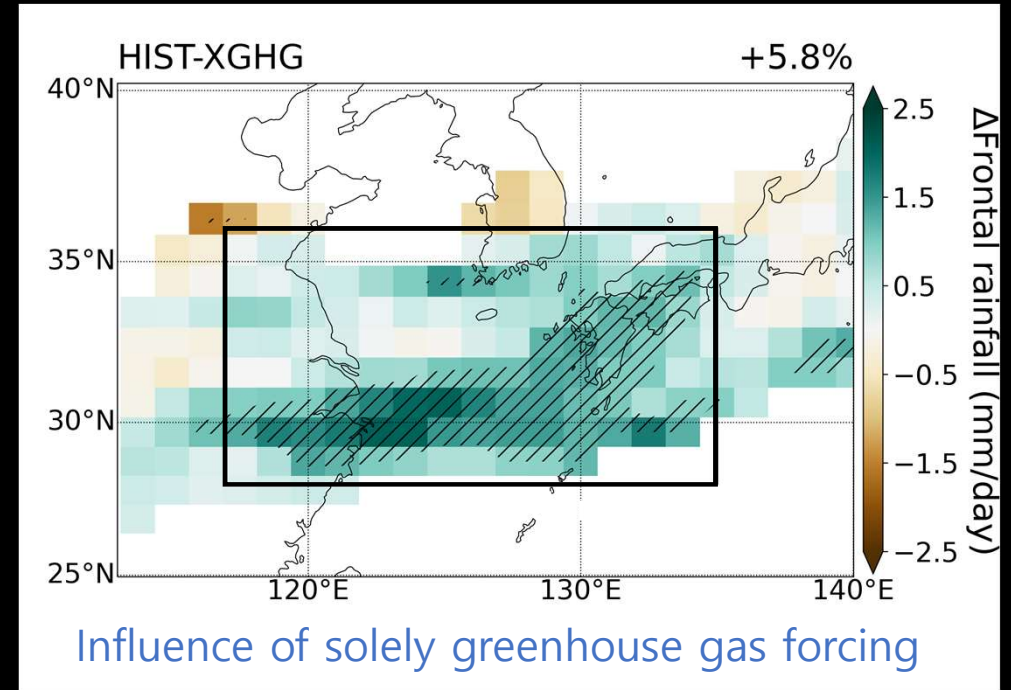 HIST-XGHG
+5.8%
40°N
35°N
30°N
25°N
120°E
130°E
140°E
2.5
1.5
0.5
−0.5
−1.5
−2.5
ΔFrontal rainfall (mm/day)
Influence of solely greenhouse gas forcing